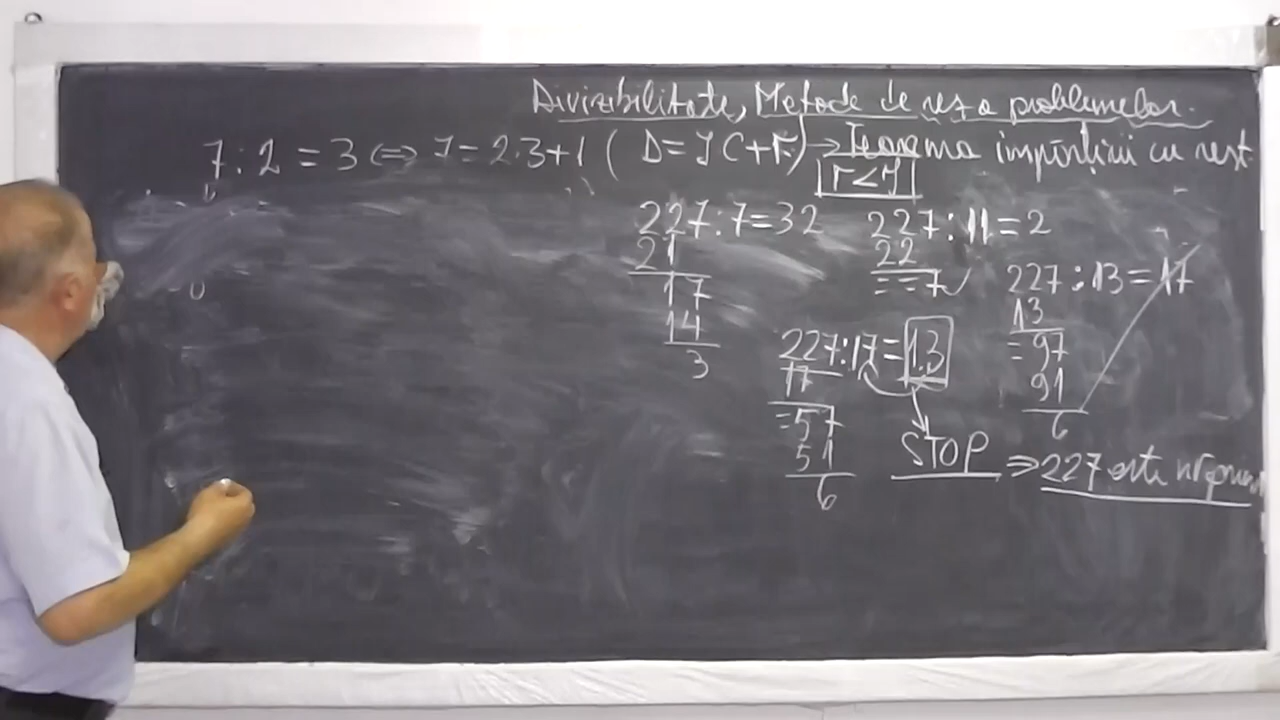 Divizibilitate, Metode de rez a problemelor.
7 : 2 = 3 <=> 7 = 2·3+1 ( D = ÎC + r) → Teorema împărțirii cu rest
r < Î
227 : 7 = 32
21
17
14
3
227 : 11 = 2
22
= = 7 ✓
227 : 13 = 17
13
= 97
91
6
227 : 17 = 13
17
= 57
51
6
STOP => 227 este nr prim